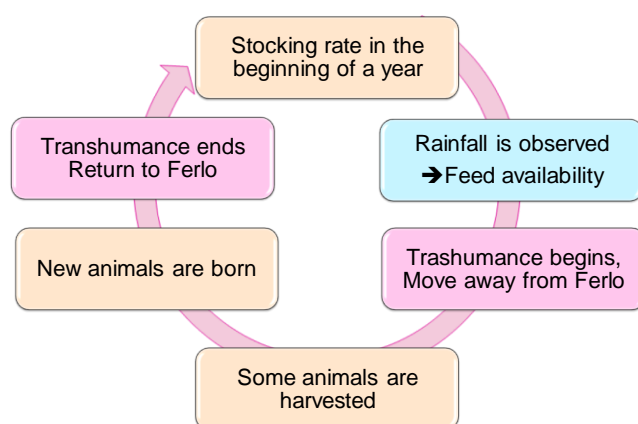 Stocking rate in the
beginning of a year
Rainfall is observed
➔Feed availability
Trashumance begins,
Move away from Ferlo
Some animals are
harvested
New animals are born
Transhumance ends
Return to Ferlo